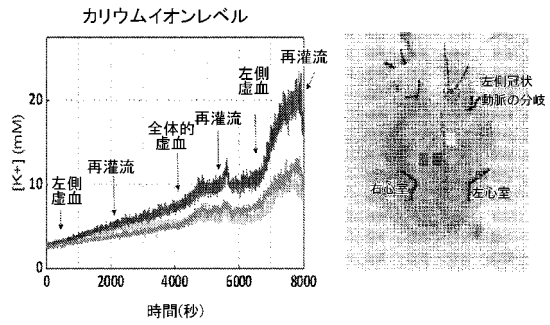 カリウムイオンレベル
[K+] (mM)
20
10
0
左側
虚血
再灌流
全体的
虚血
再灌流
左側
虚血
再灌流
0
2000
4000
6000
8000
時間(秒)
左側冠状
動脈の分岐
右心室
左心室